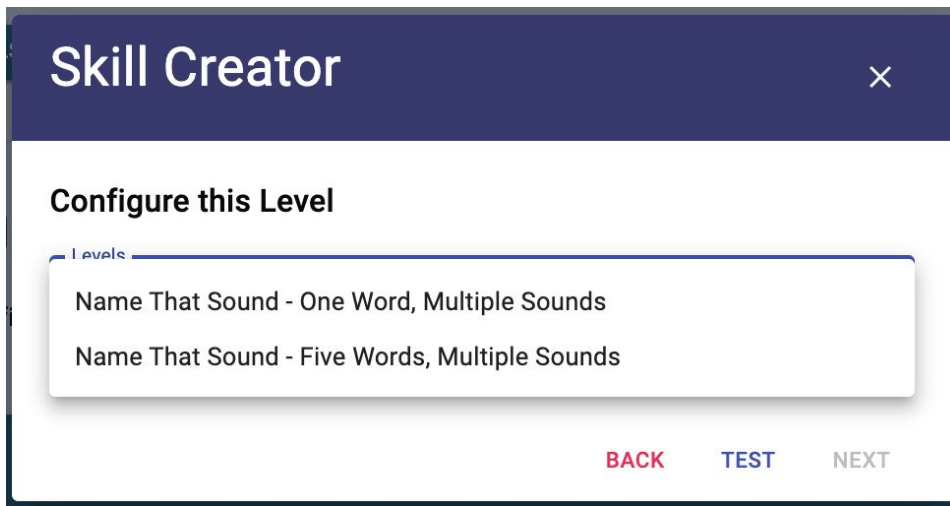 Skill Creator
Configure this Level
Levels
Name That Sound - One Word, Multiple Sounds
Name That Sound - Five Words, Multiple Sounds
BACK TEST NEXT